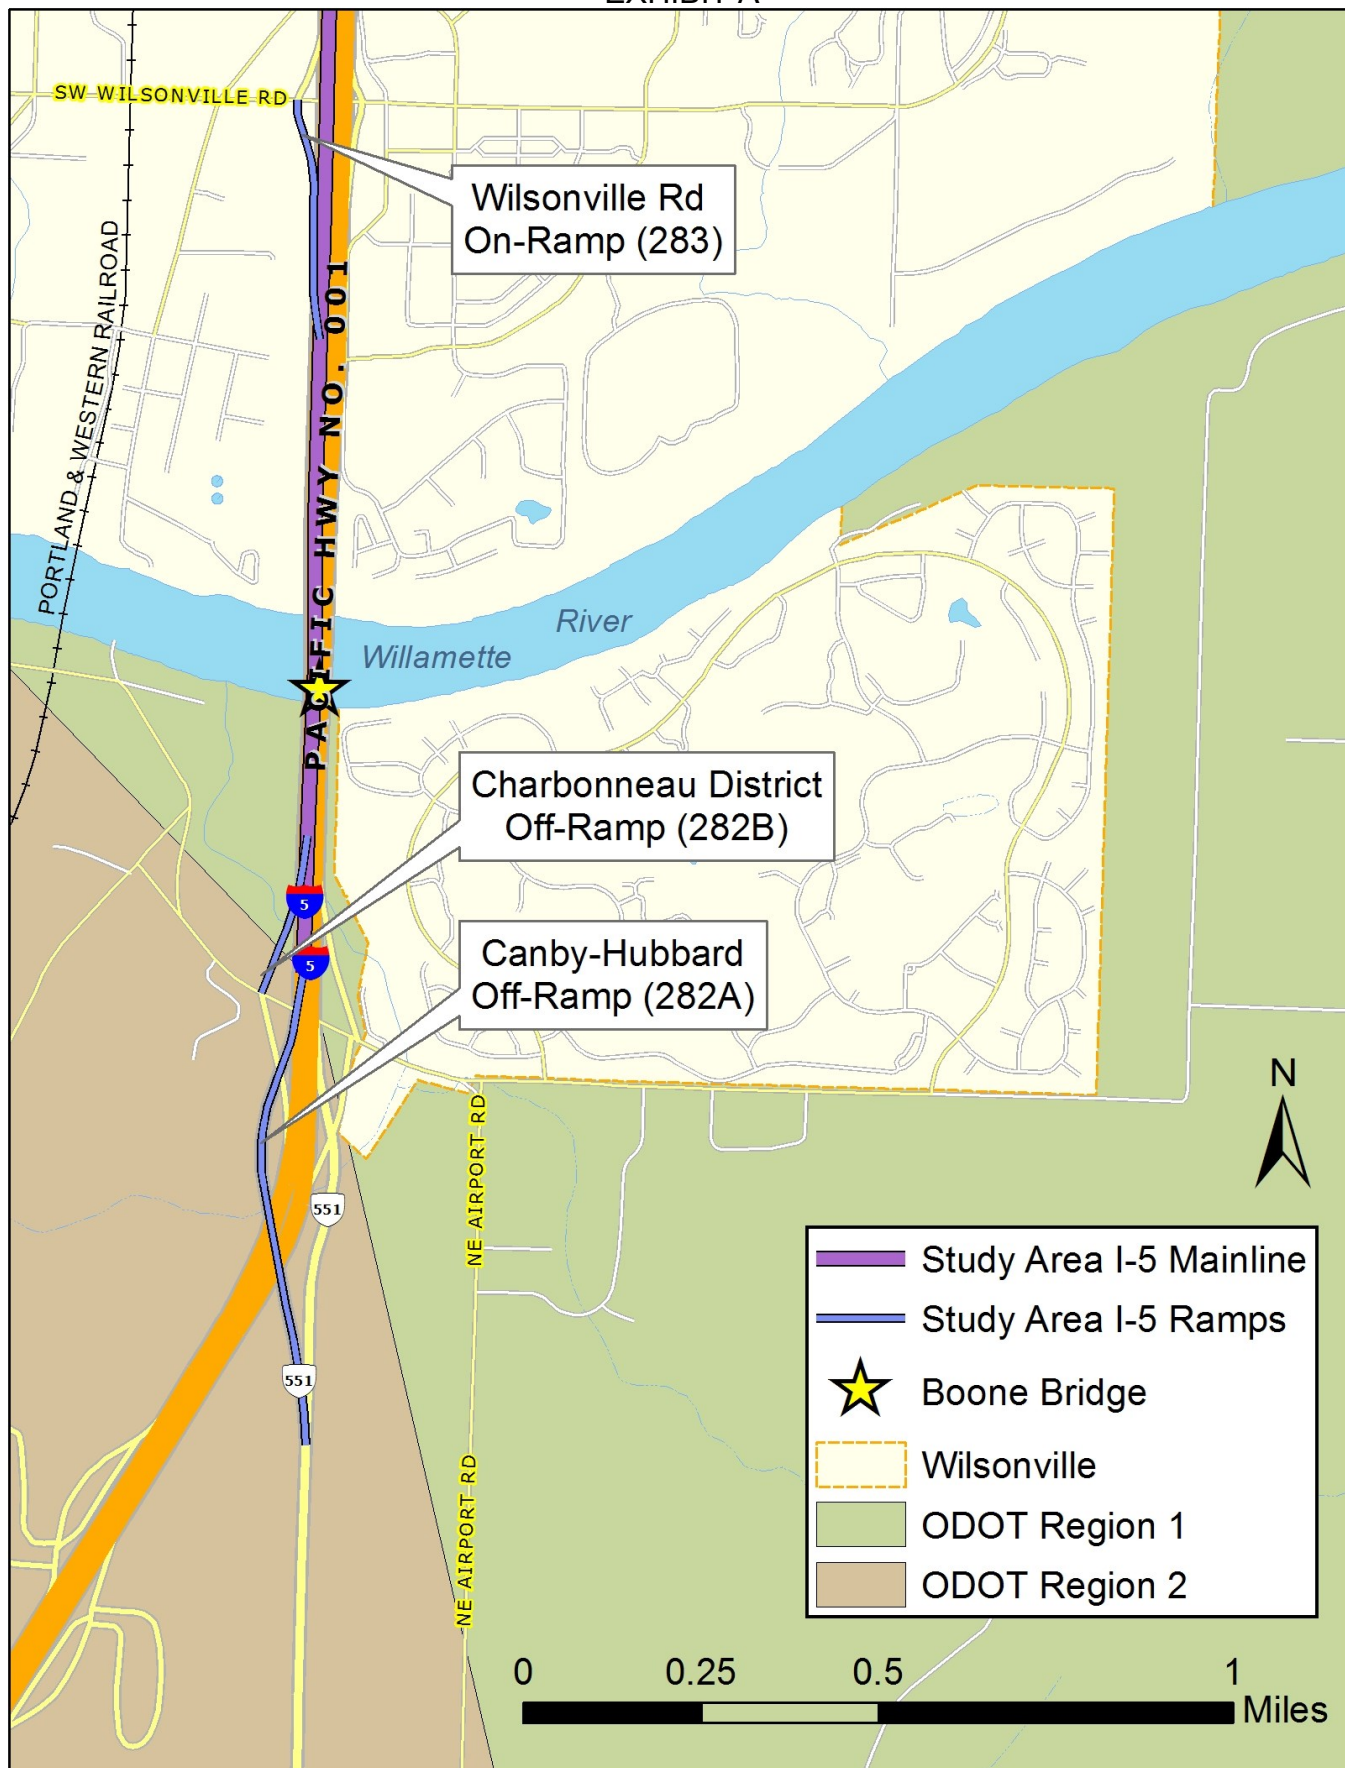 EXHIBIT A
SW WILSONVILLE RD
Wilsonville Rd
On-Ramp (283)
PORTLAND & WESTERN RAILROAD
PACIFIC HWY NO. 001
River
Willamette
Charbonneau District
Off-Ramp (282B)
5
Canby-Hubbard
Off-Ramp (282A)
5
N
NE AIRPORT RD
551
551
NE AIRPORT RD
Study Area I-5 Mainline
Study Area I-5 Ramps
Boone Bridge
Wilsonville
ODOT Region 1
ODOT Region 2
0 0.25 0.5 1
Miles